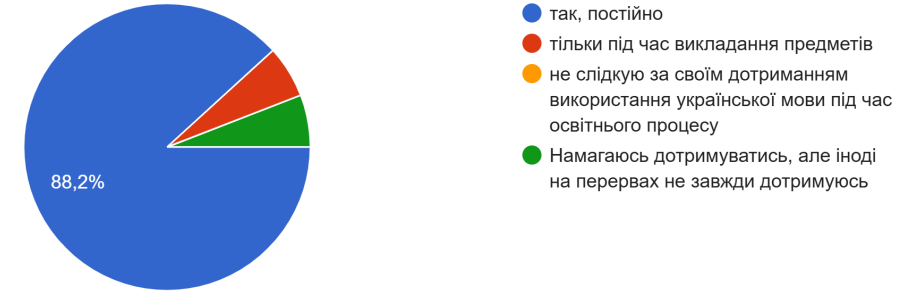 88,2%
так, постійно
тільки під час викладання предметів
не слідкую за своїм дотриманням
використання української мови під час
освітнього процесу
Намагаюсь дотримуватись, але іноді
на перервах не завжди дотримуюсь